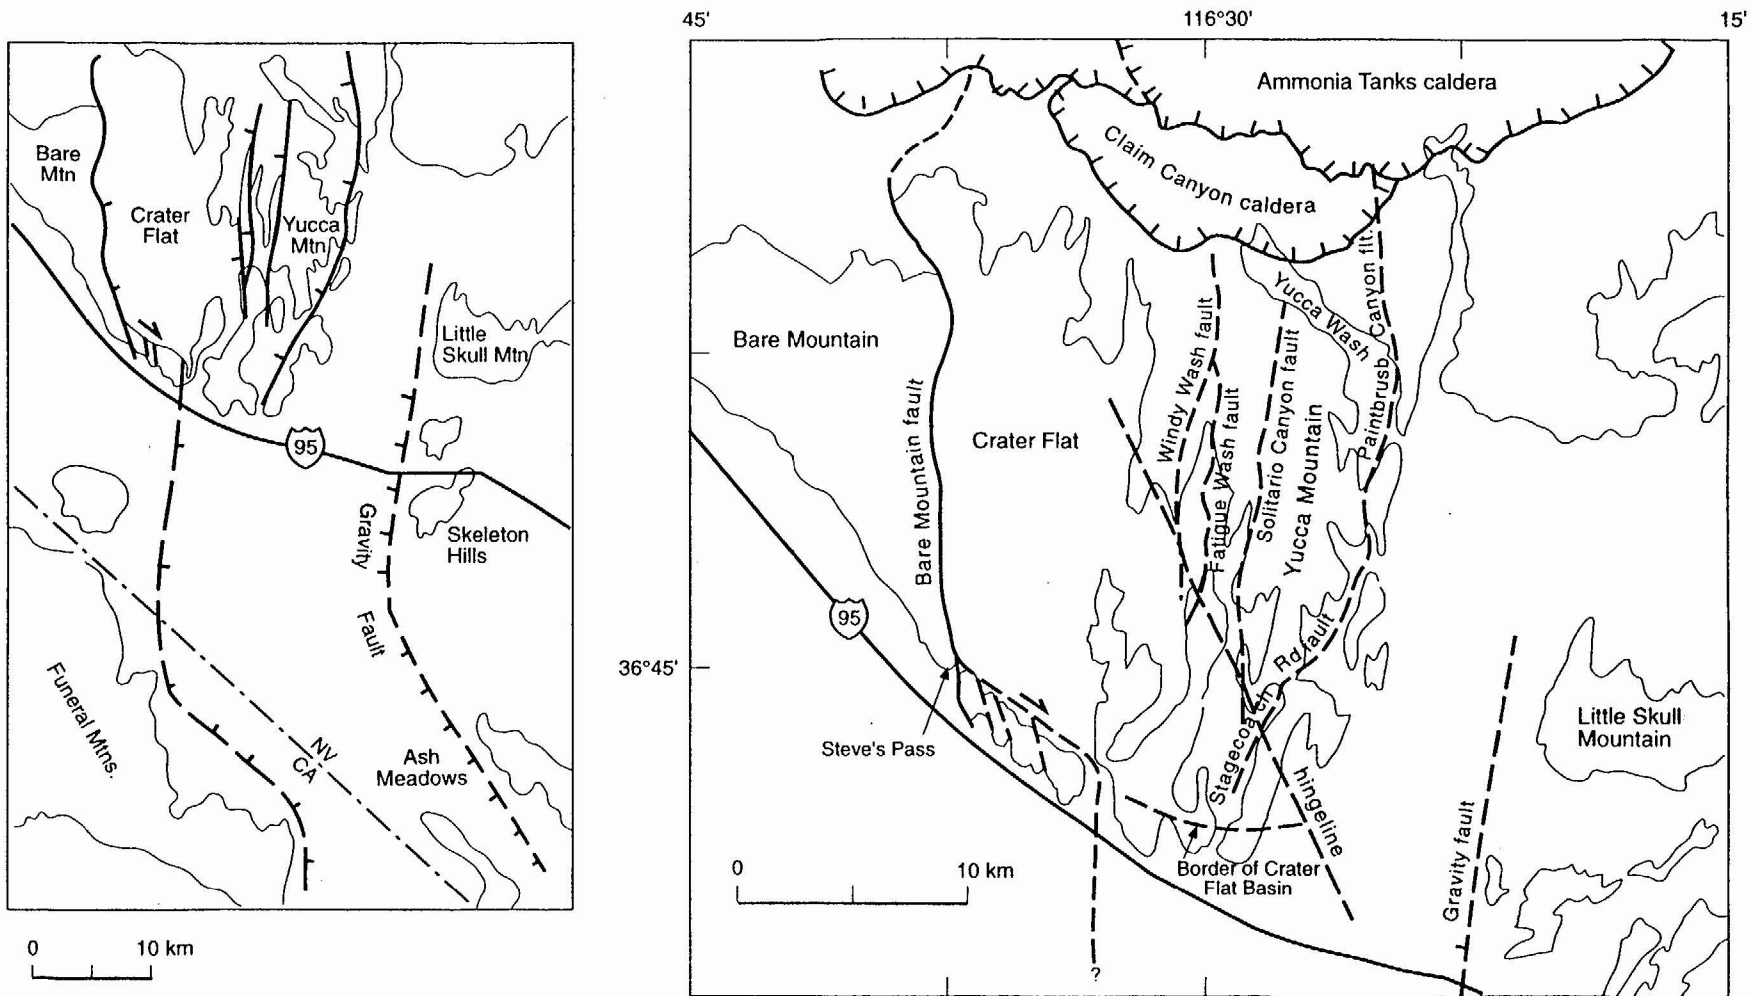 Bare
Mtn
Crater
Flat
Yucca
Mtn
Little
Skull Mtn
95
Gravity
Fault
Skeleton
Hills
Funeral Mtns.
NV
CA
Ash
Meadows
0 10 km
45' 116°30' 15'
Ammonia Tanks caldera
Claim Canyon caldera
Yucca Wash
Bare Mountain
Bare Mountain fault
Crater Flat
Windy Wash fault
Fatigue Wash fault
Solitario Canyon fault
Yucca Mountain
Paintbrusb Canyon flt.
95
36°45'
Steve's Pass
Stagecoach Rd fault
hingeline
Little Skull
Mountain
Gravity fault
0 10 km
Border of Crater
Flat Basin
?